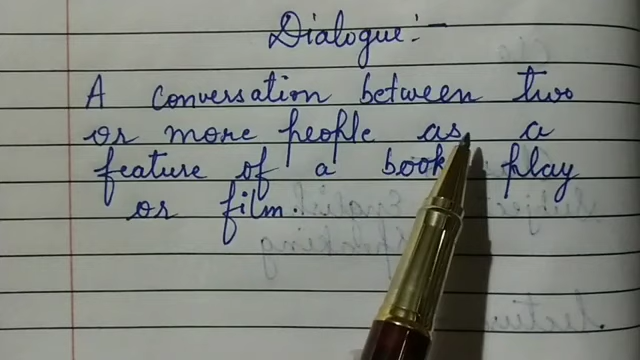 Dialogue:-
A conversation between two
or more people as a
feature of a book play
or film.